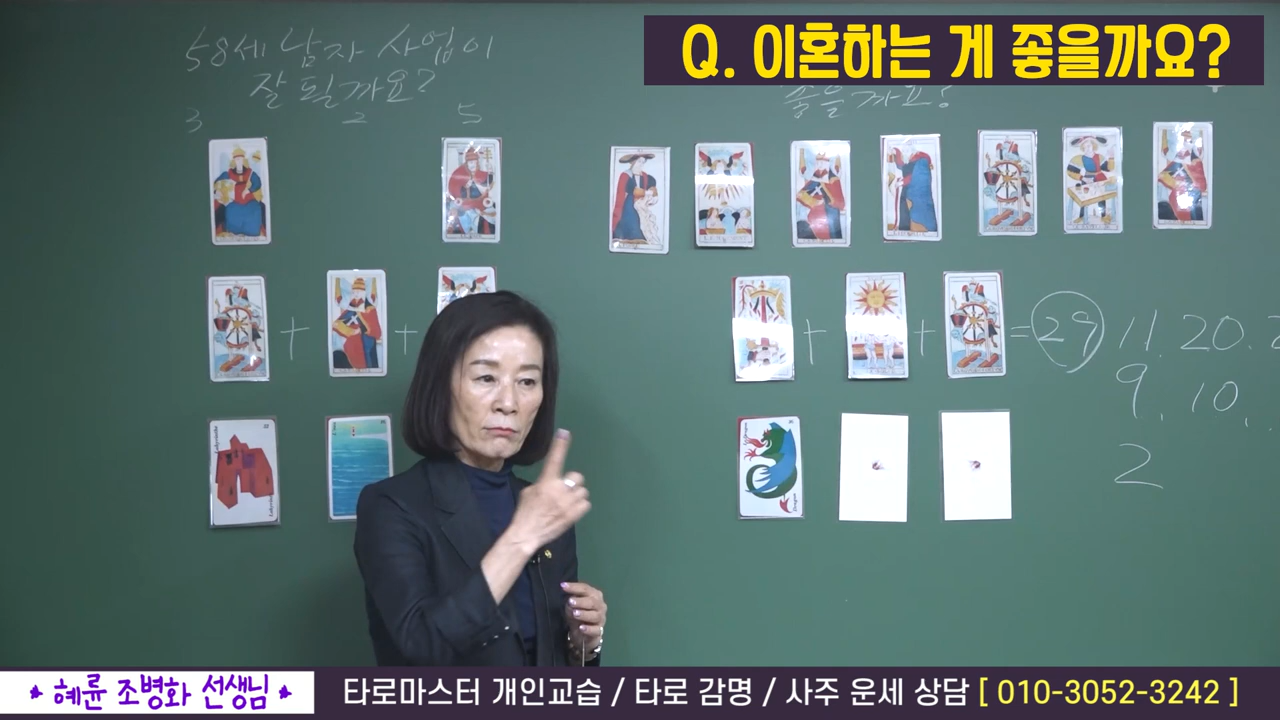 Q. 이혼하는 게 좋을까요?
58세 남자 사업이
잘 될까요?
좋을까요?
3 2 5
+ +
+ + = 29 11. 20. 2
9. 10.
2
혜륜 조병화 선생님
타로마스터 개인교습 / 타로 감명 / 사주 운세 상담 [ 010-3052-3242 ]